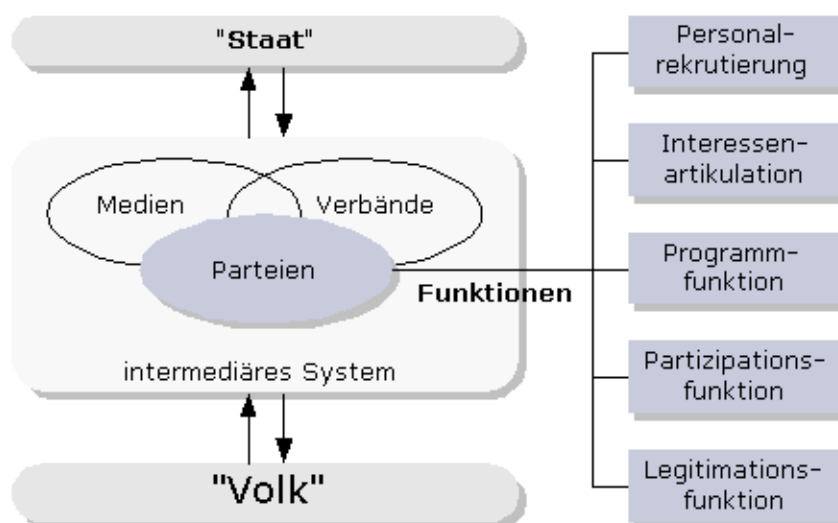 "Staat"
Medien
Verbände
Parteien
Funktionen
intermediäres System
"Volk"
Personal-
rekrutierung
Interessen-
artikulation
Programm-
funktion
Partizipations-
funktion
Legitimations-
funktion